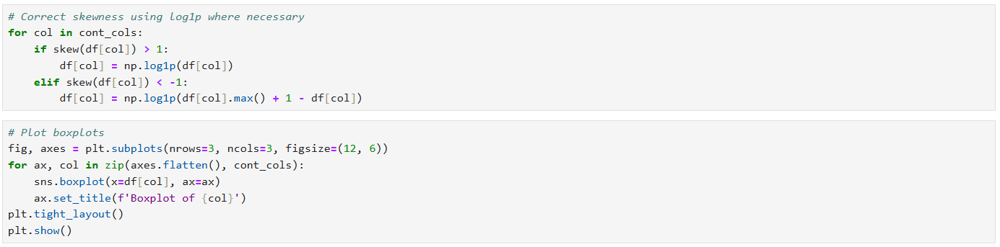 # Correct skewness using log1p where necessary
for col in cont_cols:
    if skew(df[col]) > 1:
        df[col] = np.log1p(df[col])
    elif skew(df[col]) < -1:
        df[col] = np.log1p(df[col].max() + 1 - df[col])
# Plot boxplots
fig, axes = plt.subplots(nrows=3, ncols=3, figsize=(12, 6))
for ax, col in zip(axes.flatten(), cont_cols):
    sns.boxplot(x=df[col], ax=ax)
    ax.set_title(f'Boxplot of {col}')
plt.tight_layout()
plt.show()